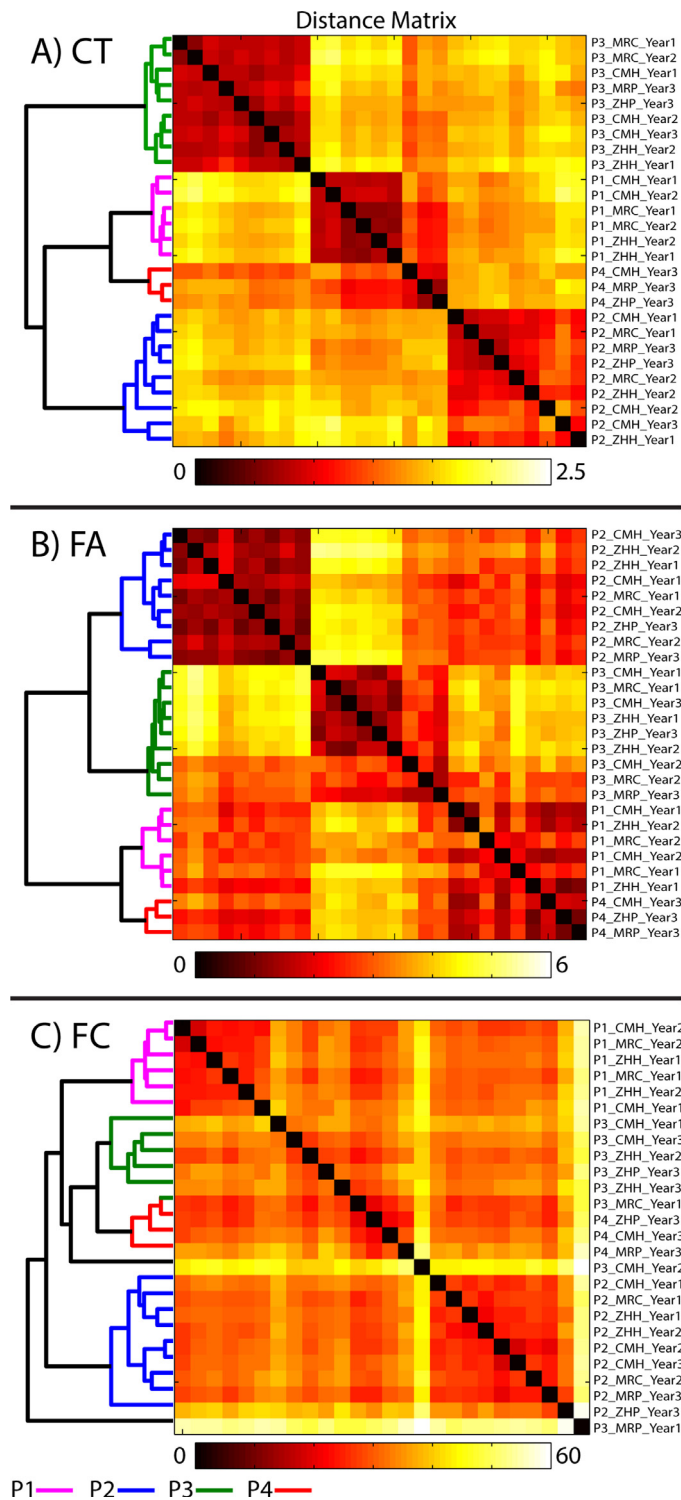 Distance Matrix
A) CT
P3_MRC_Year1
P3_MRC_Year2
P3_CMH_Year1
P3_MRP_Year3
P3_ZHP_Year3
P3_CMH_Year2
P3_CMH_Year3
P3_ZHH_Year2
P3_ZHH_Year1
P1_CMH_Year1
P1_CMH_Year2
P1_MRC_Year1
P1_MRC_Year2
P1_ZHH_Year2
P1_ZHH_Year1
P4_CMH_Year3
P4_MRP_Year3
P4_ZHP_Year3
P2_CMH_Year1
P2_MRC_Year1
P2_MRP_Year3
P2_ZHP_Year3
P2_MRC_Year2
P2_ZHH_Year2
P2_CMH_Year2
P2_CMH_Year3
P2_ZHH_Year1
0 2.5
B) FA
P2_CMH_Year3
P2_ZHH_Year2
P2_ZHH_Year1
P2_CMH_Year1
P2_MRC_Year1
P2_CMH_Year2
P2_ZHP_Year3
P2_MRC_Year2
P2_MRP_Year3
P3_CMH_Year1
P3_MRC_Year1
P3_CMH_Year3
P3_ZHH_Year1
P3_ZHP_Year3
P3_ZHH_Year2
P3_CMH_Year2
P3_MRC_Year2
P3_MRP_Year3
P1_CMH_Year1
P1_ZHH_Year2
P1_MRC_Year2
P1_CMH_Year2
P1_MRC_Year1
P1_ZHH_Year1
P4_CMH_Year3
P4_ZHP_Year3
P4_MRP_Year3
0 6
C) FC
P1_CMH_Year2
P1_MRC_Year2
P1_ZHH_Year1
P1_MRC_Year1
P1_ZHH_Year2
P1_CMH_Year1
P3_CMH_Year1
P3_CMH_Year3
P3_ZHH_Year2
P3_ZHP_Year3
P3_ZHH_Year3
P3_MRC_Year1
P4_ZHP_Year3
P4_CMH_Year3
P4_MRP_Year3
P3_CMH_Year2
P2_CMH_Year1
P2_MRC_Year1
P2_ZHH_Year1
P2_ZHH_Year2
P2_CMH_Year2
P2_CMH_Year3
P2_MRC_Year2
P2_MRP_Year3
P2_ZHP_Year3
P3_MRP_Year1
0 60
P1 P2 P3 P4